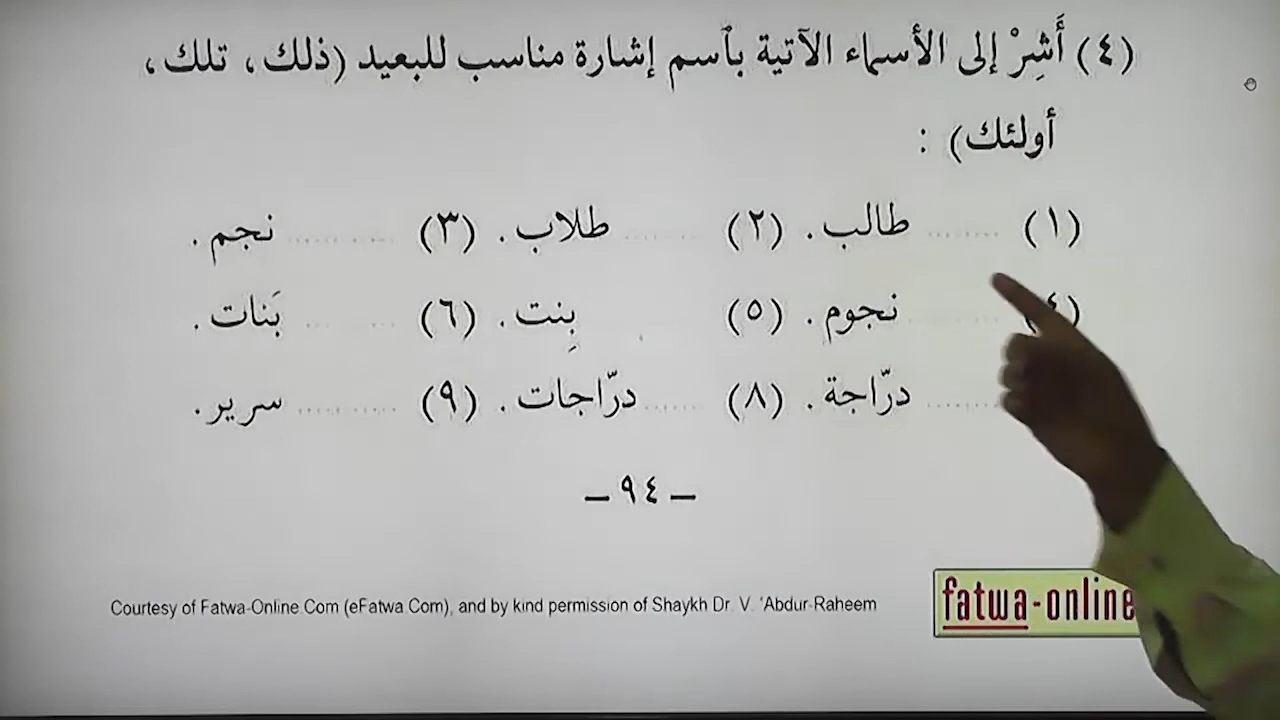 (٤) أَشِرْ إلى الأسماء الآتية بٱسم إشارة مناسب للبعيد (ذلك، تلك،
أولئك) :
(١) ........ طالب. (٢) ........ طلاب. (٣) ........ نجم.
(٤) ........ نجوم. (٥) ........ بِنت. (٦) ........ بَنات.
........ درّاجة. (٨) ........ درّاجات. (٩) ........ سرير.
– ٩٤ –
Courtesy of Fatwa-Online.Com (eFatwa.Com), and by kind permission of Shaykh Dr. V. 'Abdur-Raheem
fatwa-online